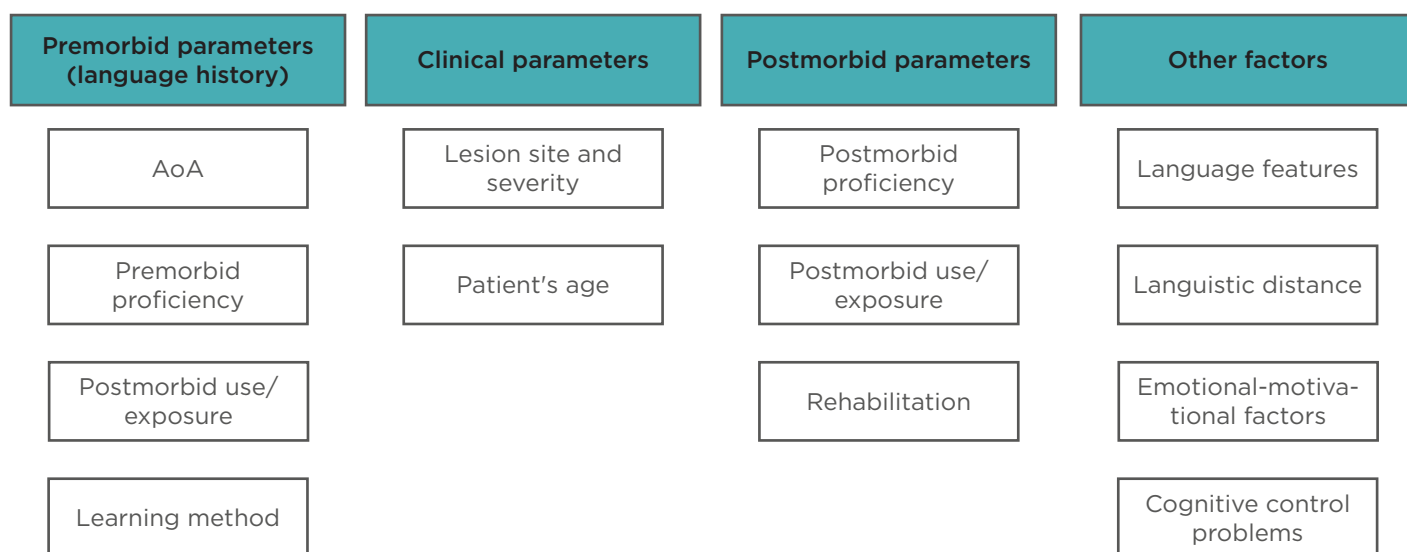 Premorbid parameters
(language history)
AoA
Premorbid
proficiency
Postmorbid use/
exposure
Learning method
Clinical parameters
Lesion site and
severity
Patient's age
Postmorbid parameters
Postmorbid
proficiency
Postmorbid use/
exposure
Rehabilitation
Other factors
Language features
Languistic distance
Emotional-motiva-
tional factors
Cognitive control
problems